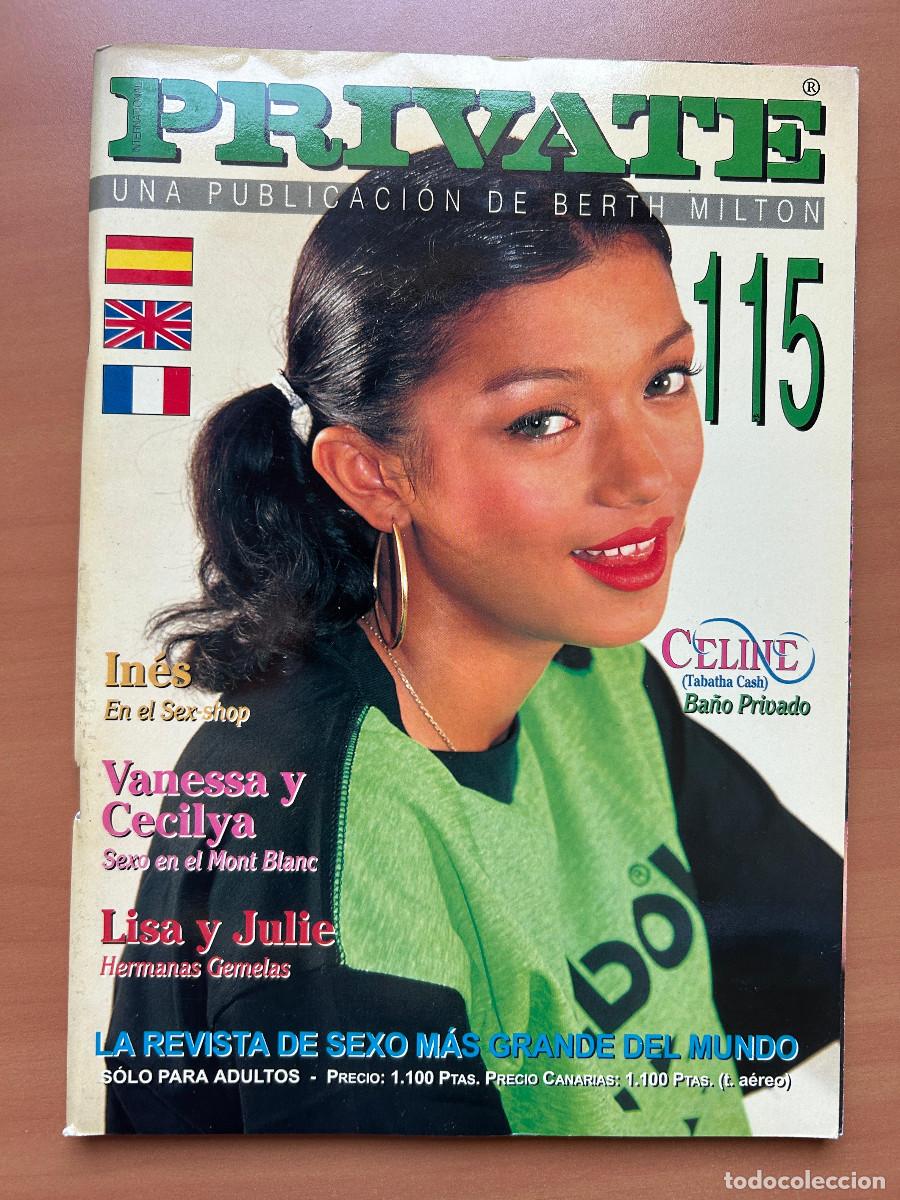 INTERNATIONAL
PRIVATE ®
UNA PUBLICACIÓN DE BERTH MILTON
115
CELINE
(Tabatha Cash)
Baño Privado
Inés
En el Sex-shop
Vanessa y
Cecilya
Sexo en el Mont Blanc
Lisa y Julie
Hermanas Gemelas
®
LA REVISTA DE SEXO MÁS GRANDE DEL MUNDO
SÓLO PARA ADULTOS - PRECIO: 1.100 PTAS. PRECIO CANARIAS: 1.100 PTAS. (t. aéreo)
todocoleccion